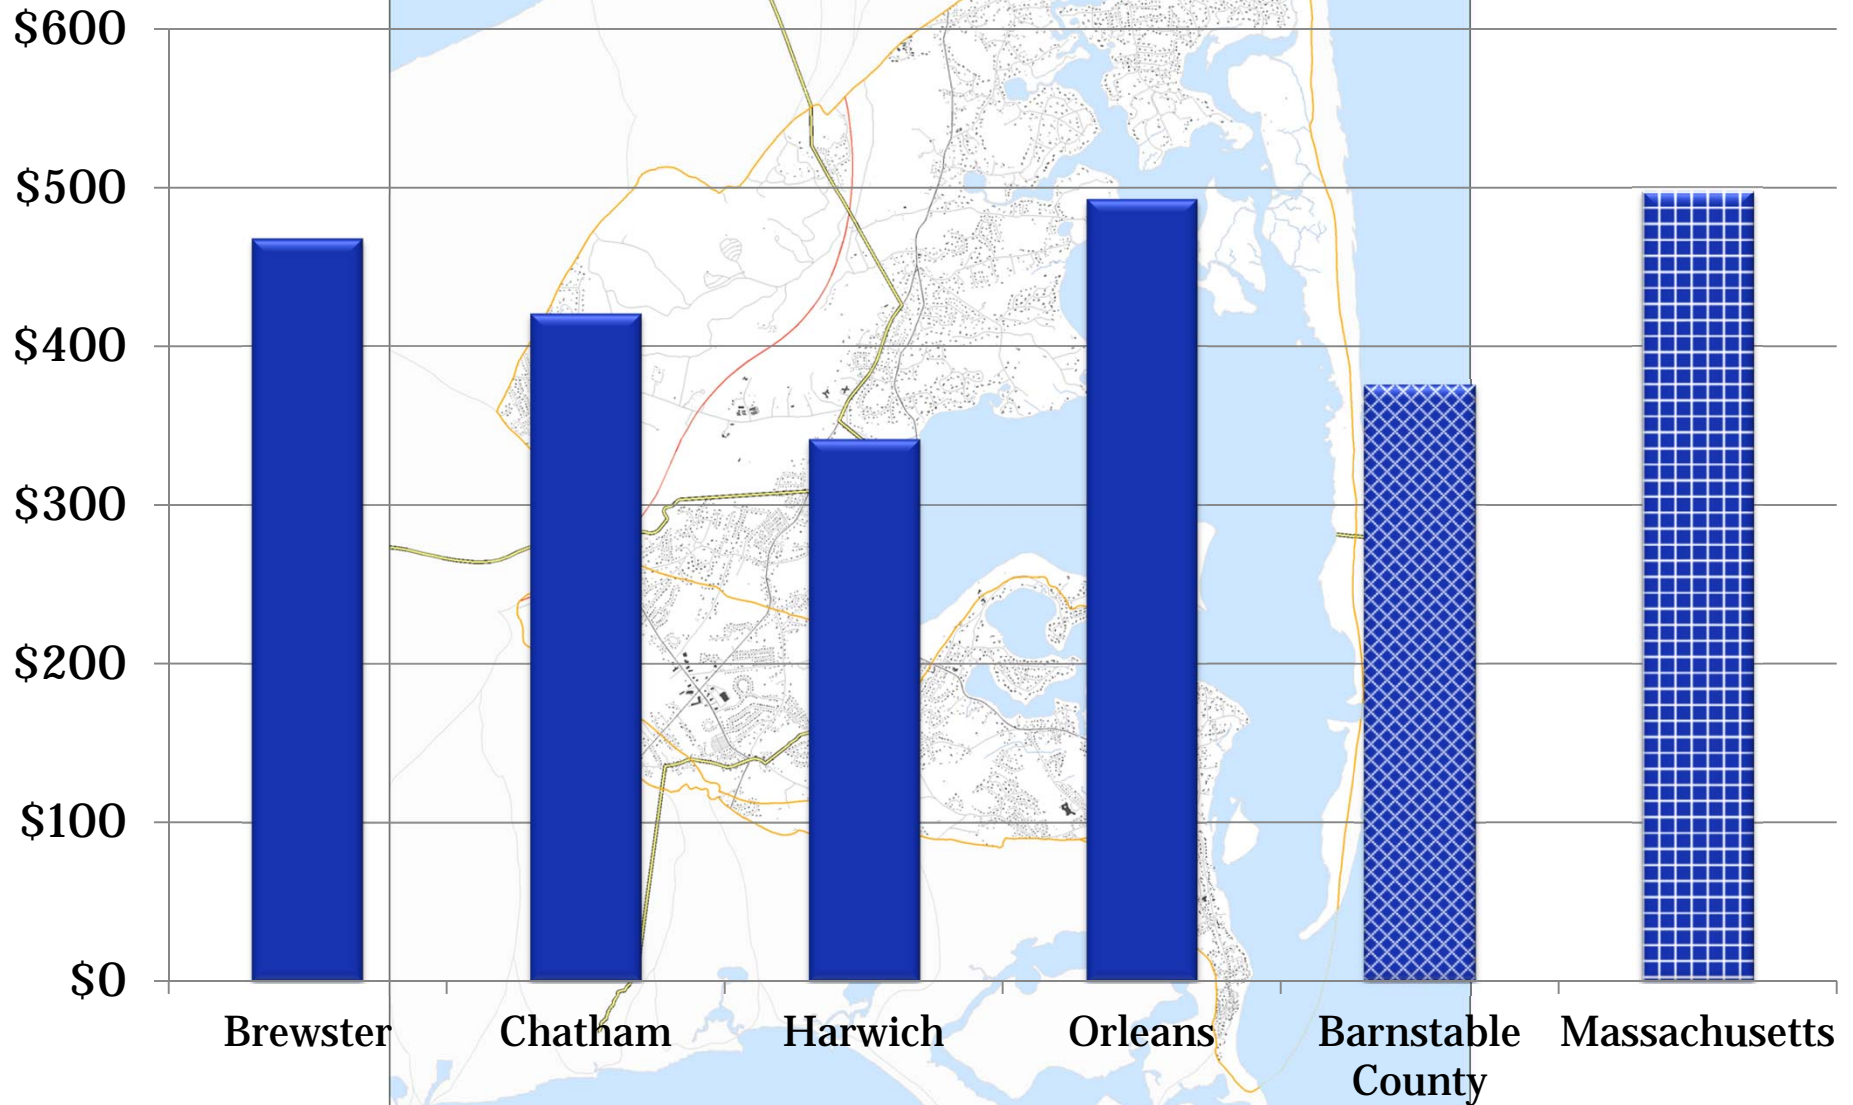 $600
$500
$400
$300
$200
$100
$0
Brewster
Chatham
Harwich
Orleans
Barnstable
County
Massachusetts